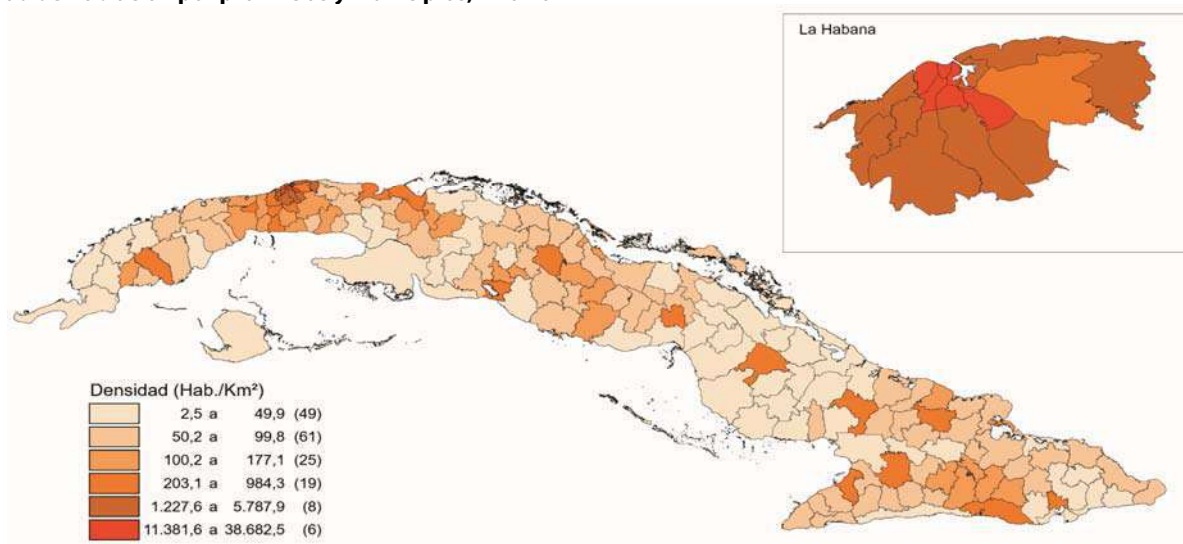 La Habana
Densidad (Hab./Km²)
2,5 a 49,9 (49)
50,2 a 99,8 (61)
100,2 a 177,1 (25)
203,1 a 984,3 (19)
1.227,6 a 5.787,9 (8)
11.381,6 a 38.682,5 (6)